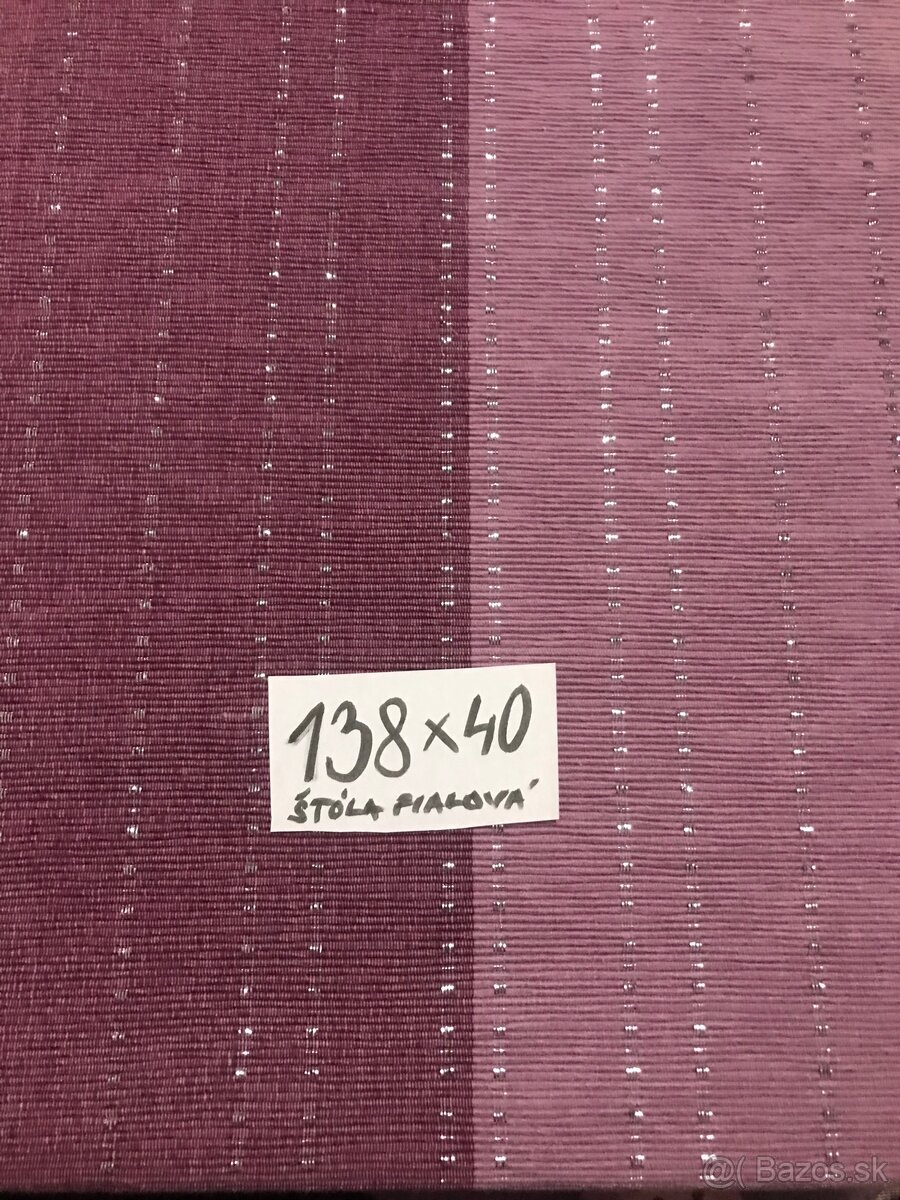 138×40
ŠTÓLA FIALOVÁ
@( Bazos.sk